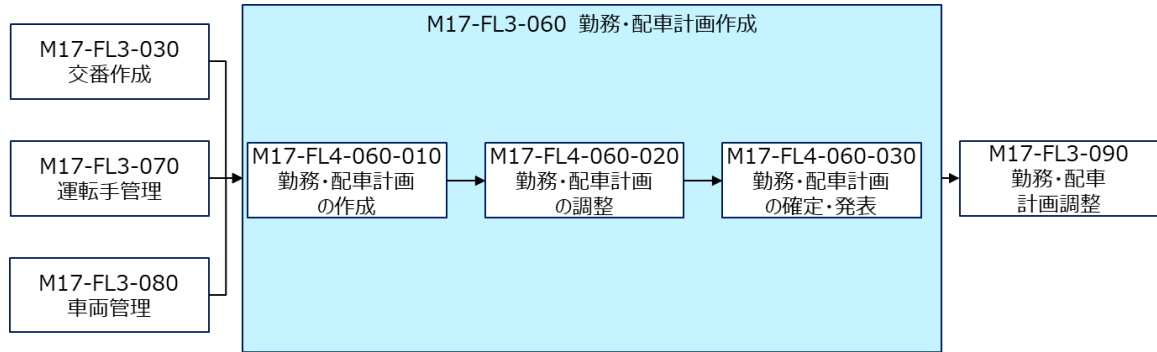 M17-FL3-060 勤務・配車計画作成
M17-FL3-030
交番作成
M17-FL3-070
運転手管理
M17-FL3-080
車両管理
M17-FL4-060-010
勤務・配車計画
の作成
M17-FL4-060-020
勤務・配車計画
の調整
M17-FL4-060-030
勤務・配車計画
の確定・発表
M17-FL3-090
勤務・配車
計画調整